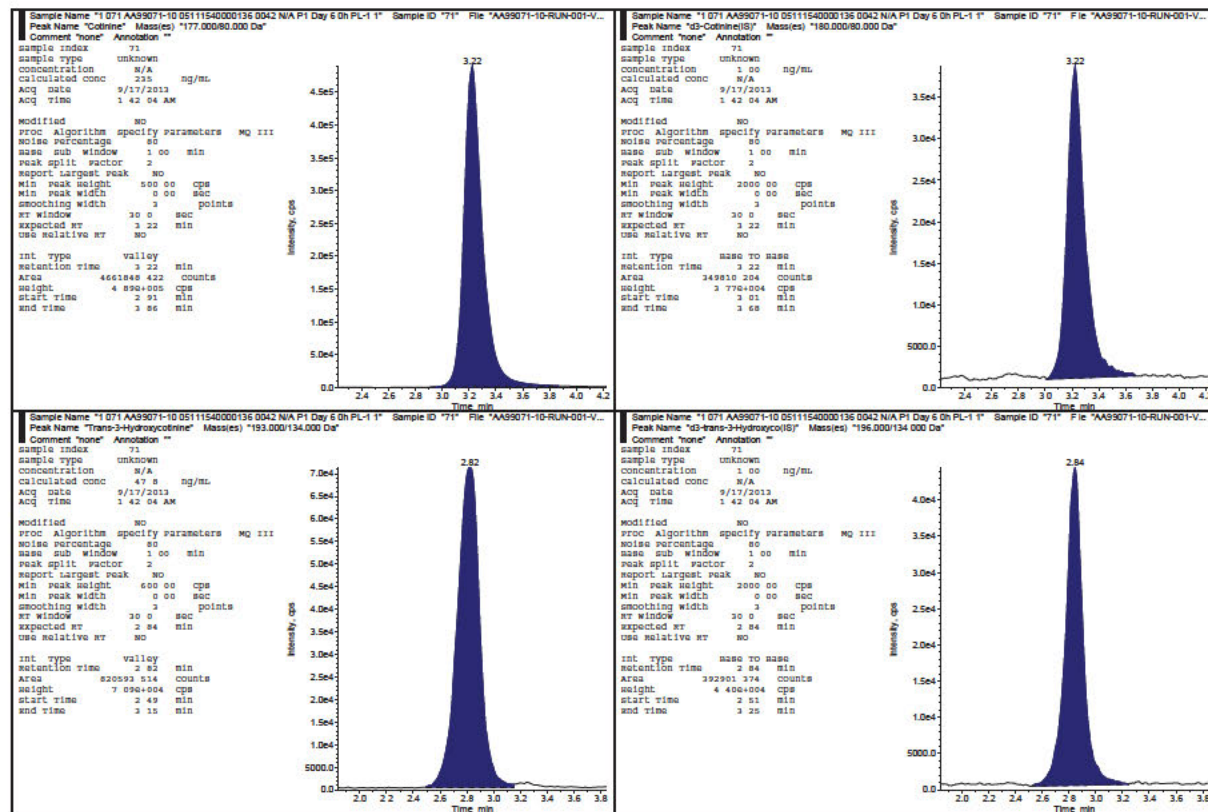 Sample Name "1 071 AA99071-10 05111540000136 0042 N/A P1 Day 6 0h PL-1 1" Sample ID "71" File "AA99071-10-RUN-001-V...
Peak Name "Cotinine" Mass(es) "177.000/80.000 Da"
Comment "none" Annotation ""
Sample Index 71
Sample Type Unknown
Concentration N/A
Calculated Conc 235 ng/mL
Acq Date 9/17/2013
Acq Time 1 42 04 AM
Modified NO
Proc Algorithm Specify Parameters MQ III
Noise Percentage 80
Base Sub Window 1 00 min
Peak Split Factor 2
Report Largest Peak NO
Min Peak Height 500 00 cps
Min Peak Width 0 00 sec
Smoothing Width 3 points
RT Window 30 0 sec
Expected RT 3 22 min
Use Relative RT NO
Int Type Valley
Retention Time 3 22 min
Area 4661848 422 counts
Height 4 89e+005 cps
Start Time 2 91 min
End Time 3 86 min
3.22
4.5e5
4.0e5
3.5e5
3.0e5
2.5e5
2.0e5
1.5e5
1.0e5
5.0e4
0.0
Intensity, cps
2.4 2.6 2.8 3.0 3.2 3.4 3.6 3.8 4.0 4.2
Time min
Sample Name "1 071 AA99071-10 05111540000136 0042 N/A P1 Day 6 0h PL-1 1" Sample ID "71" F le "AA99071-10-RUN-001-V...
Peak Name "d3-Cotinine(IS)" Mass(es) "180.000/80.000 Da"
Comment "none" Annotation ""
Sample Index 71
Sample Type Unknown
Concentration 1 00 ng/mL
Calculated Conc N/A
Acq Date 9/17/2013
Acq Time 1 42 04 AM
Modified NO
Proc Algorithm Specify Parameters MQ III
Noise Percentage 80
Base Sub Window 1 00 min
Peak Split Factor 2
Report Largest Peak NO
Min Peak Height 2000 00 cps
Min Peak Width 0 00 sec
Smoothing Width 3 points
RT Window 30 0 sec
Expected RT 3 22 min
Use Relative RT NO
Int Type Base To Base
Retention Time 3 22 min
Area 349810 204 counts
Height 3 77e+004 cps
Start Time 3 01 min
End Time 3 68 min
3.22
3.5e4
3.0e4
2.5e4
2.0e4
1.5e4
1.0e4
5000.0
0.0
Intensity, cps
2.2 2.4 2.6 2.8 3.0 3.2 3.4 3.6 3.8 4.0 4.2
Time min
Sample Name "1 071 AA99071-10 05111540000136 0042 N/A P1 Day 6 0h PL-1 1" Sample ID "71" F le "AA99071-10-RUN-001-V...
Peak Name "Trans-3-Hydroxycotinine" Mass(es) "193.000/134.000 Da"
Comment "none" Annotation ""
Sample Index 71
Sample Type Unknown
Concentration N/A
Calculated Conc 47 8 ng/mL
Acq Date 9/17/2013
Acq Time 1 42 04 AM
Modified NO
Proc Algorithm Specify Parameters MQ III
Noise Percentage 80
Base Sub Window 1 00 min
Peak Split Factor 2
Report Largest Peak NO
Min Peak Height 600 00 cps
Min Peak Width 0 00 sec
Smoothing Width 3 points
RT Window 30 0 sec
Expected RT 2 84 min
Use Relative RT NO
Int Type Valley
Retention Time 2 82 min
Area 820593 514 counts
Height 7 09e+004 cps
Start Time 2 49 min
End Time 3 15 min
2.82
7.0e4
6.5e4
6.0e4
5.5e4
5.0e4
4.5e4
4.0e4
3.5e4
3.0e4
2.5e4
2.0e4
1.5e4
1.0e4
5000.0
0.0
Intensity, cps
2.0 2.2 2.4 2.6 2.8 3.0 3.2 3.4 3.6 3.8
Time min
Sample Name "1 071 AA99071-10 05111540000136 0042 N/A P1 Day 6 0h PL-1 1" Sample ID "71" F le "AA99071-10-RUN-001-V...
Peak Name "d3-trans-3-Hydroxyco(IS)" Mass(es) "196.000/134.000 Da"
Comment "none" Annotation ""
Sample Index 71
Sample Type Unknown
Concentration 1 00 ng/mL
Calculated Conc N/A
Acq Date 9/17/2013
Acq Time 1 42 04 AM
Modified NO
Proc Algorithm Specify Parameters MQ III
Noise Percentage 80
Base Sub Window 1 00 min
Peak Split Factor 2
Report Largest Peak NO
Min Peak Height 2000 00 cps
Min Peak Width 0 00 sec
Smoothing Width 3 points
RT Window 30 0 sec
Expected RT 2 84 min
Use Relative RT NO
Int Type Base To Base
Retention Time 2 84 min
Area 392901 374 counts
Height 4 40e+004 cps
Start Time 2 51 min
End Time 3 25 min
2.84
4.0e4
3.5e4
3.0e4
2.5e4
2.0e4
1.5e4
1.0e4
5000.0
0.0
Intensity, cps
2.0 2.2 2.4 2.6 2.8 3.0 3.2 3.4 3.6 3.8
Time min